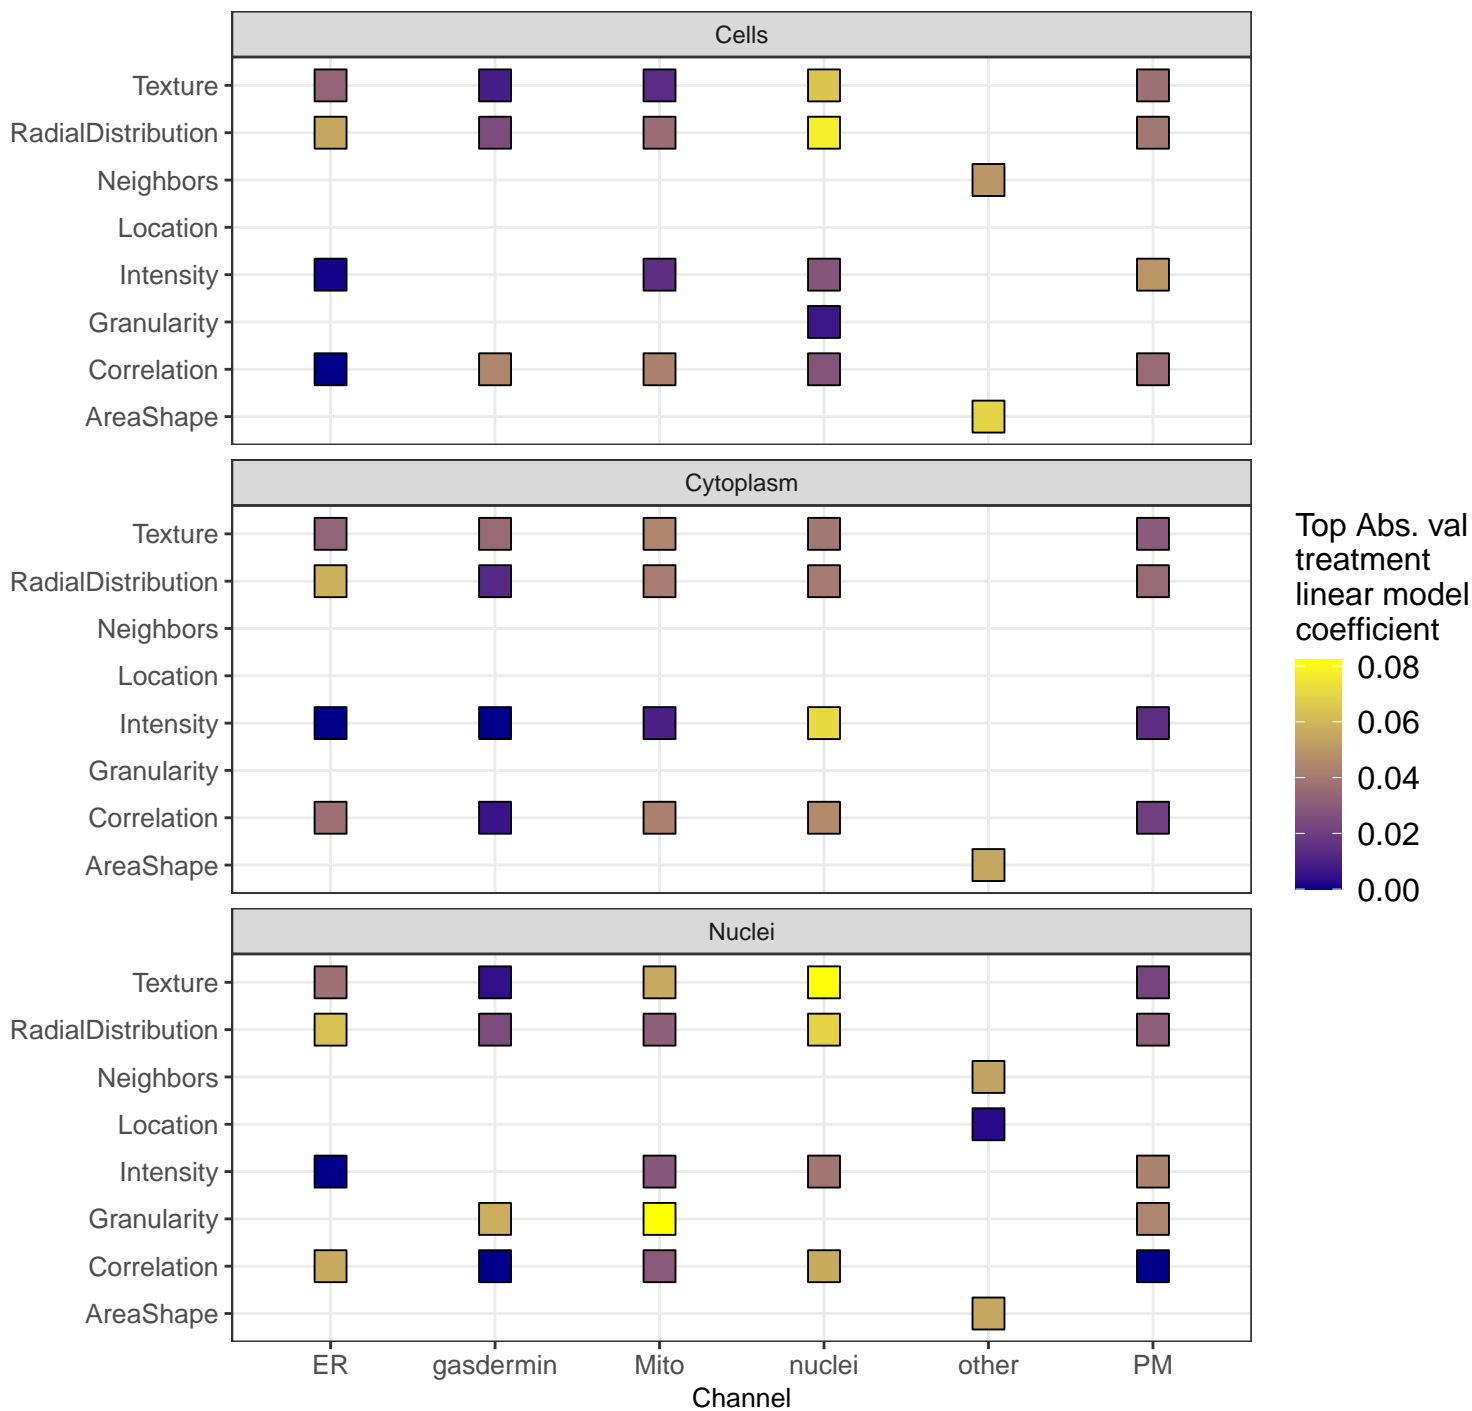 Cells
Texture
RadialDistribution
Neighbors
Location
Intensity
Granularity
Correlation
AreaShape
Cytoplasm
Texture
RadialDistribution
Neighbors
Location
Intensity
Granularity
Correlation
AreaShape
Nuclei
Texture
RadialDistribution
Neighbors
Location
Intensity
Granularity
Correlation
AreaShape
ER gasdermin Mito nuclei other PM
Channel
Top Abs. val
treatment
linear model
coefficient
0.08
0.06
0.04
0.02
0.00